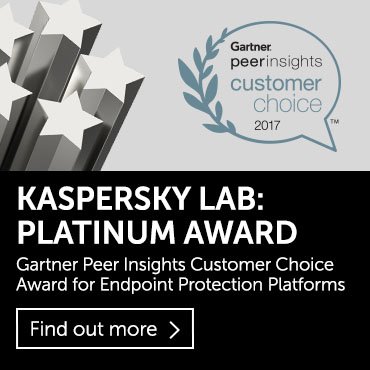 Gartner.
peerinsights
customer
choice
2017
™
KASPERSKY LAB:
PLATINUM AWARD
Gartner Peer Insights Customer Choice
Award for Endpoint Protection Platforms
Find out more